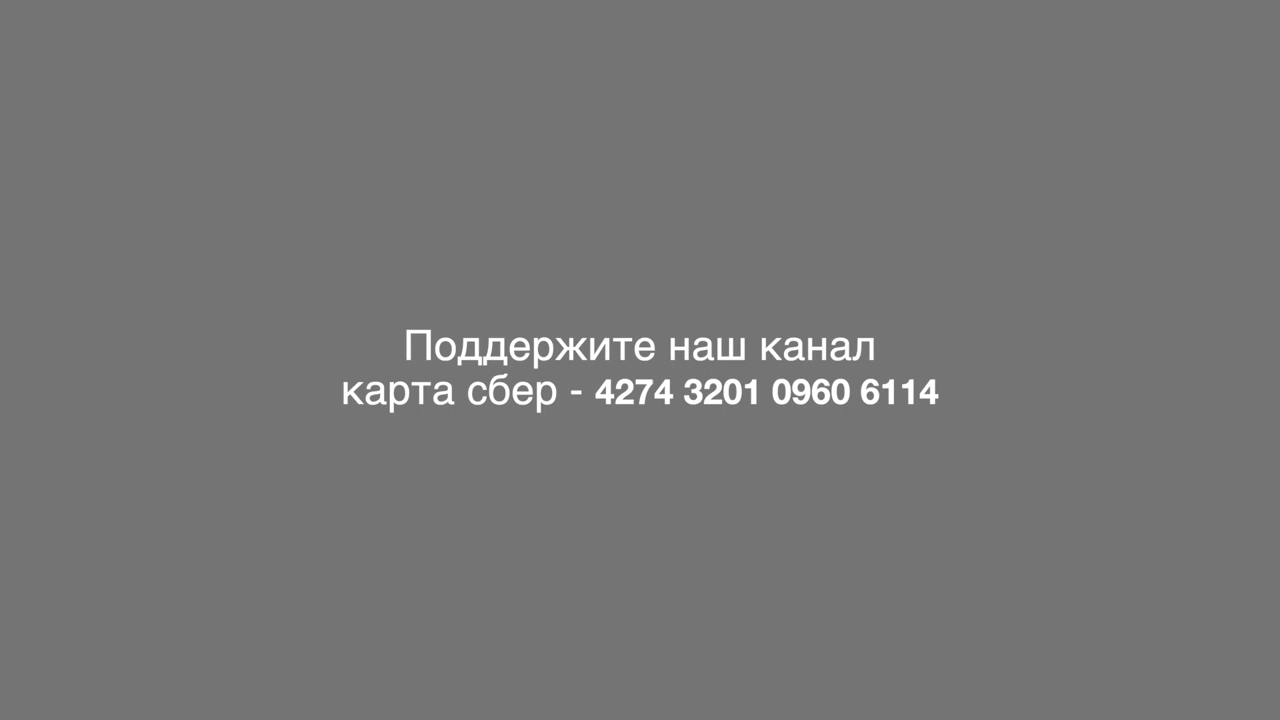 Поддержите наш канал
карта сбер - 4274 3201 0960 6114